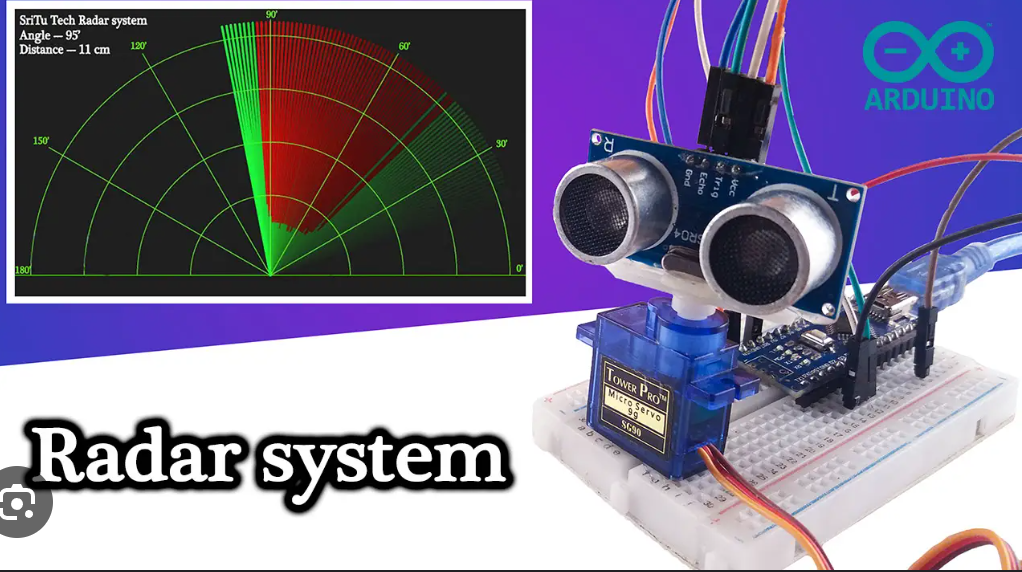 SriTu Tech Radar system
Angle — 95'
Distance — 11 cm
90'
120'
60'
150'
30'
180'
0'
ARDUINO
R
T
Vcc
Trig
Echo
Gnd
TOWER PRO™
Micro Servo
9g
SG90
Radar system